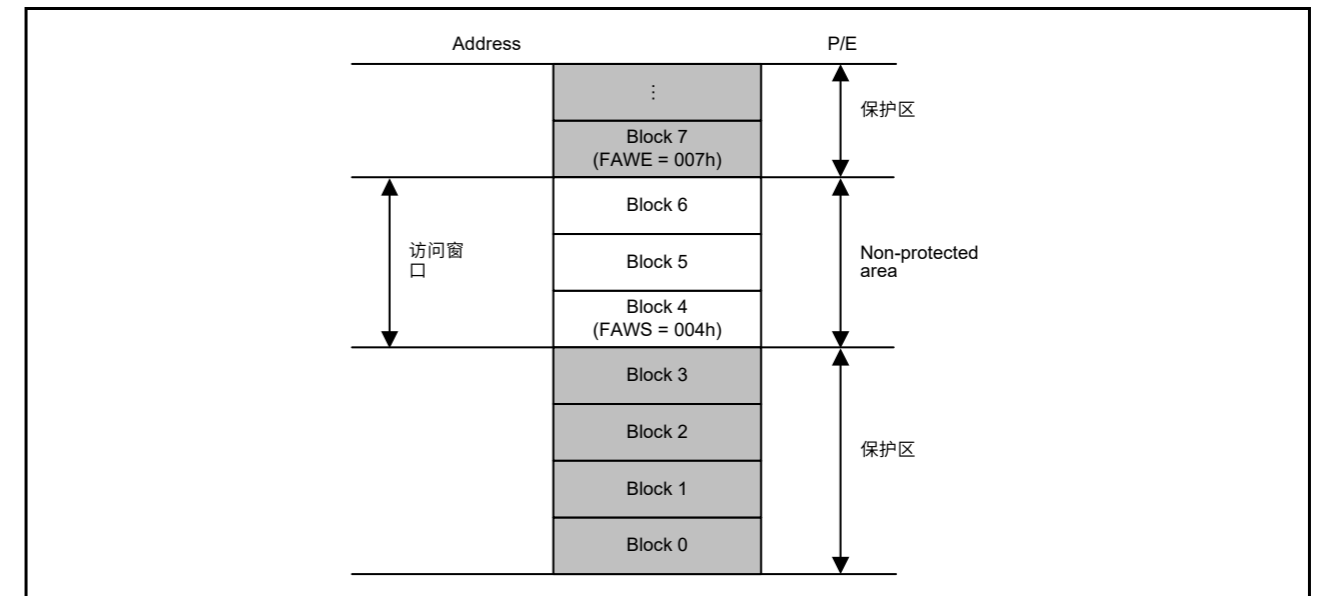 Address
P/E
⋮
保护区
Block 7
(FAWE = 007h)
Block 6
访问窗
口
Block 5
Non-protected
area
Block 4
(FAWS = 004h)
Block 3
Block 2
保护区
Block 1
Block 0